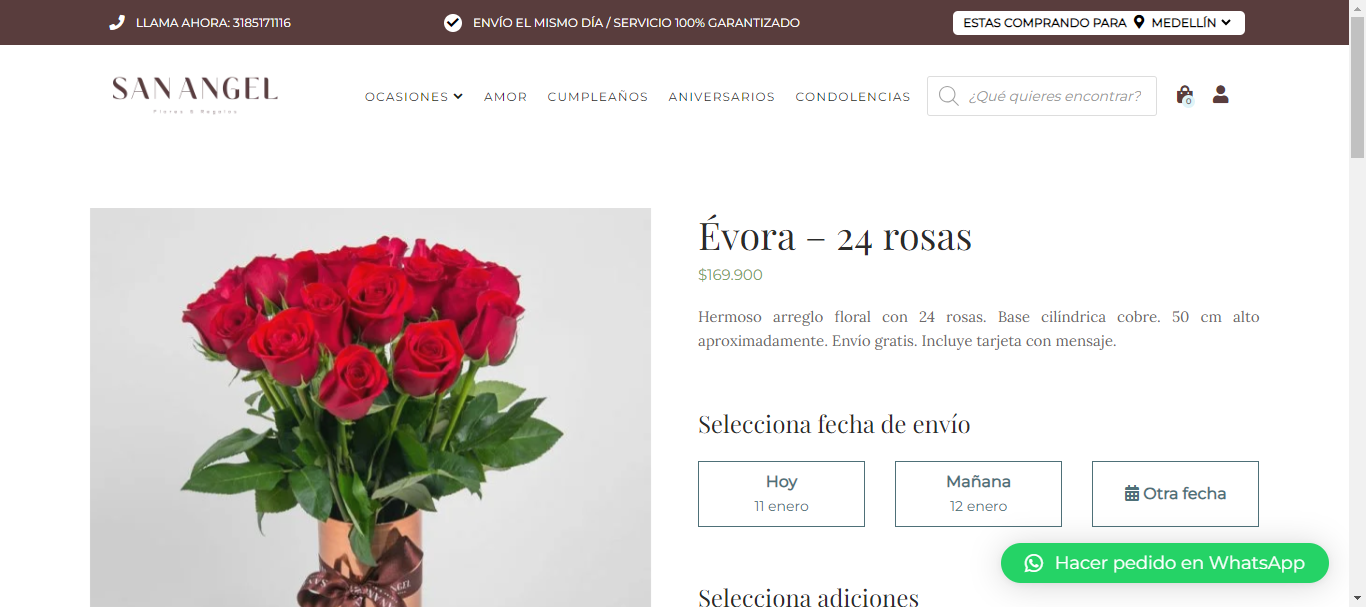 LLAMA AHORA: 3185171116
ENVÍO EL MISMO DÍA / SERVICIO 100% GARANTIZADO
ESTAS COMPRANDO PARA MEDELLÍN
SAN ANGEL
Flores & Regalos
OCASIONES AMOR CUMPLEAÑOS ANIVERSARIOS CONDOLENCIAS
¿Qué quieres encontrar?
0
Évora – 24 rosas
$169.900
Hermoso arreglo floral con 24 rosas. Base cilíndrica cobre. 50 cm alto
aproximadamente. Envío gratis. Incluye tarjeta con mensaje.
Selecciona fecha de envío
Hoy
11 enero
Mañana
12 enero
Otra fecha
Hacer pedido en WhatsApp
Selecciona adiciones
ANGEL